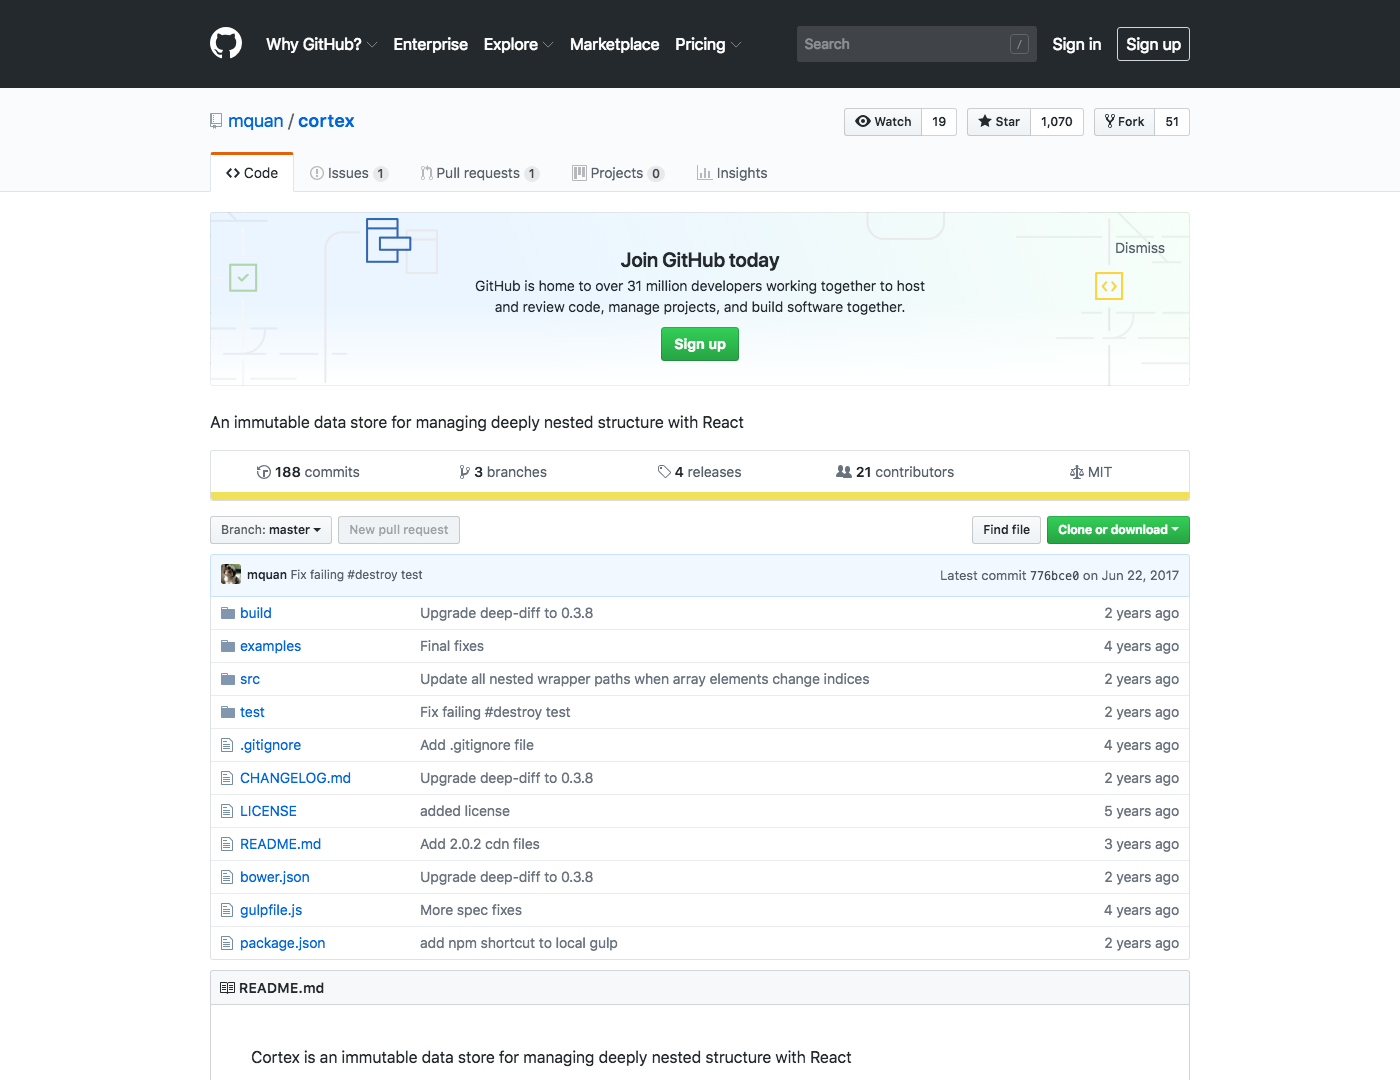 Why GitHub? Enterprise Explore Marketplace Pricing Search / Sign in Sign up
mquan / cortex Watch 19 Star 1,070 Fork 51
Code Issues 1 Pull requests 1 Projects 0 Insights
Dismiss
Join GitHub today
GitHub is home to over 31 million developers working together to host
and review code, manage projects, and build software together.
Sign up
An immutable data store for managing deeply nested structure with React
188 commits 3 branches 4 releases 21 contributors MIT
Branch: master New pull request Find file Clone or download
mquan Fix failing #destroy test Latest commit 776bce0 on Jun 22, 2017
build Upgrade deep-diff to 0.3.8 2 years ago
examples Final fixes 4 years ago
src Update all nested wrapper paths when array elements change indices 2 years ago
test Fix failing #destroy test 2 years ago
.gitignore Add .gitignore file 4 years ago
CHANGELOG.md Upgrade deep-diff to 0.3.8 2 years ago
LICENSE added license 5 years ago
README.md Add 2.0.2 cdn files 3 years ago
bower.json Upgrade deep-diff to 0.3.8 2 years ago
gulpfile.js More spec fixes 4 years ago
package.json add npm shortcut to local gulp 2 years ago
README.md
Cortex is an immutable data store for managing deeply nested structure with React